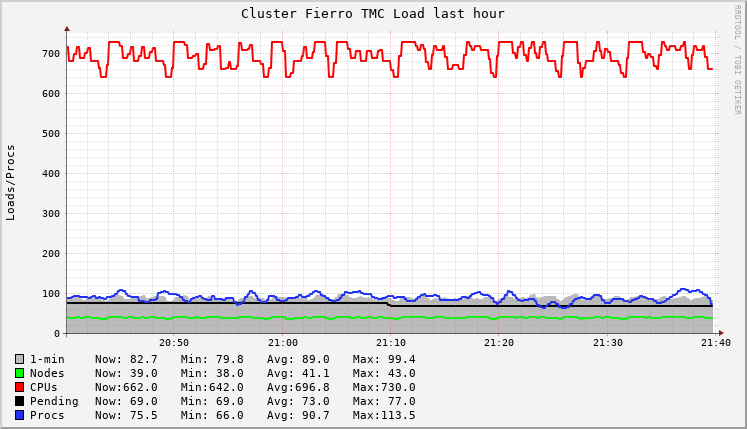 Cluster Fierro TMC Load last hour
RRDTOOL / TOBI OETIKER
Loads/Procs
700
600
500
400
300
200
100
0
20:50 21:00 21:10 21:20 21:30 21:40
1-min Now: 82.7 Min: 79.8 Avg: 89.0 Max: 99.4
Nodes Now: 39.0 Min: 38.0 Avg: 41.1 Max: 43.0
CPUs Now:662.0 Min:642.0 Avg:696.8 Max:730.0
Pending Now: 69.0 Min: 69.0 Avg: 73.0 Max: 77.0
Procs Now: 75.5 Min: 66.0 Avg: 90.7 Max:113.5